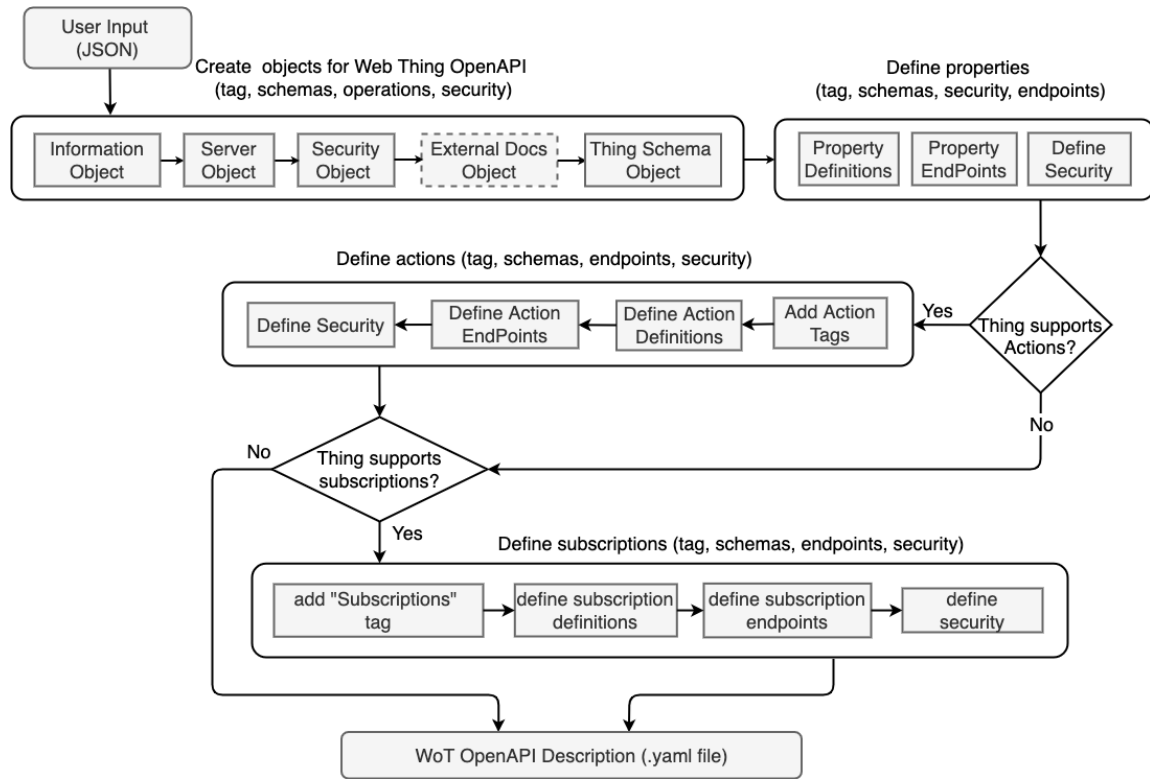 User Input
(JSON)
Create objects for Web Thing OpenAPI
(tag, schemas, operations, security)
Define properties
(tag, schemas, security, endpoints)
Information
Object
Server
Object
Security
Object
External Docs
Object
Thing Schema
Object
Property
Definitions
Property
EndPoints
Define
Security
Define actions (tag, schemas, endpoints, security)
Define Security
Define Action
EndPoints
Define Action
Definitions
Add Action
Tags
Yes
Thing supports
Actions?
No
No
Thing supports
subscriptions?
Yes
Define subscriptions (tag, schemas, endpoints, security)
add "Subscriptions"
tag
define subscription
definitions
define subscription
endpoints
define
security
WoT OpenAPI Description (.yaml file)